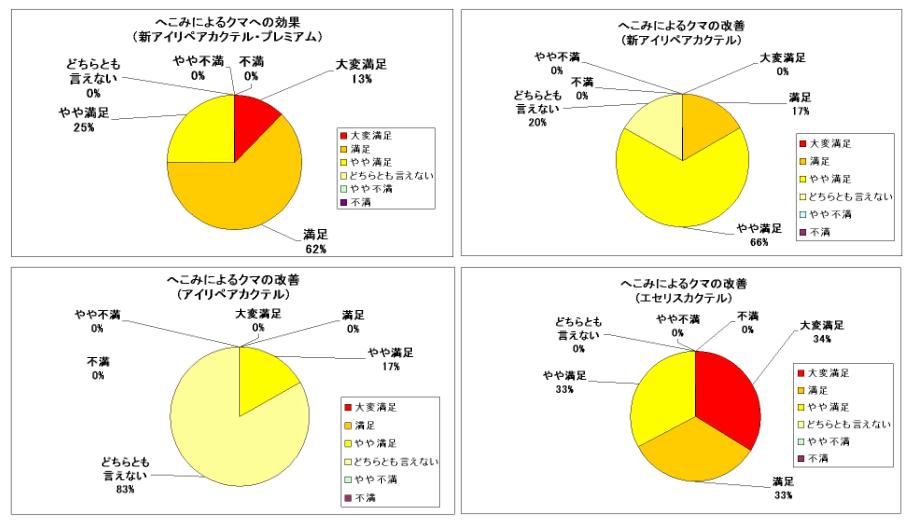 へこみによるクマへの効果
(新アイリペアカクテル・プレミアム)
どちらとも
言えない
0%
やや不満
0%
不満
0%
大変満足
13%
やや満足
25%
満足
62%
大変満足
満足
やや満足
どちらとも言えない
やや不満
不満
へこみによるクマの改善
(新アイリペアカクテル)
やや不満
0%
不満
0%
どちらとも
言えない
20%
大変満足
0%
満足
17%
やや満足
66%
大変満足
満足
やや満足
どちらとも言えない
やや不満
不満
へこみによるクマの改善
(アイリペアカクテル)
やや不満
0%
大変満足
0%
満足
0%
不満
0%
やや満足
17%
どちらとも
言えない
83%
大変満足
満足
やや満足
どちらとも言えない
やや不満
不満
へこみによるクマの改善
(エセリスカクテル)
どちらとも
言えない
0%
やや不満
0%
不満
0%
大変満足
34%
やや満足
33%
満足
33%
大変満足
満足
やや満足
どちらとも言えない
やや不満
不満